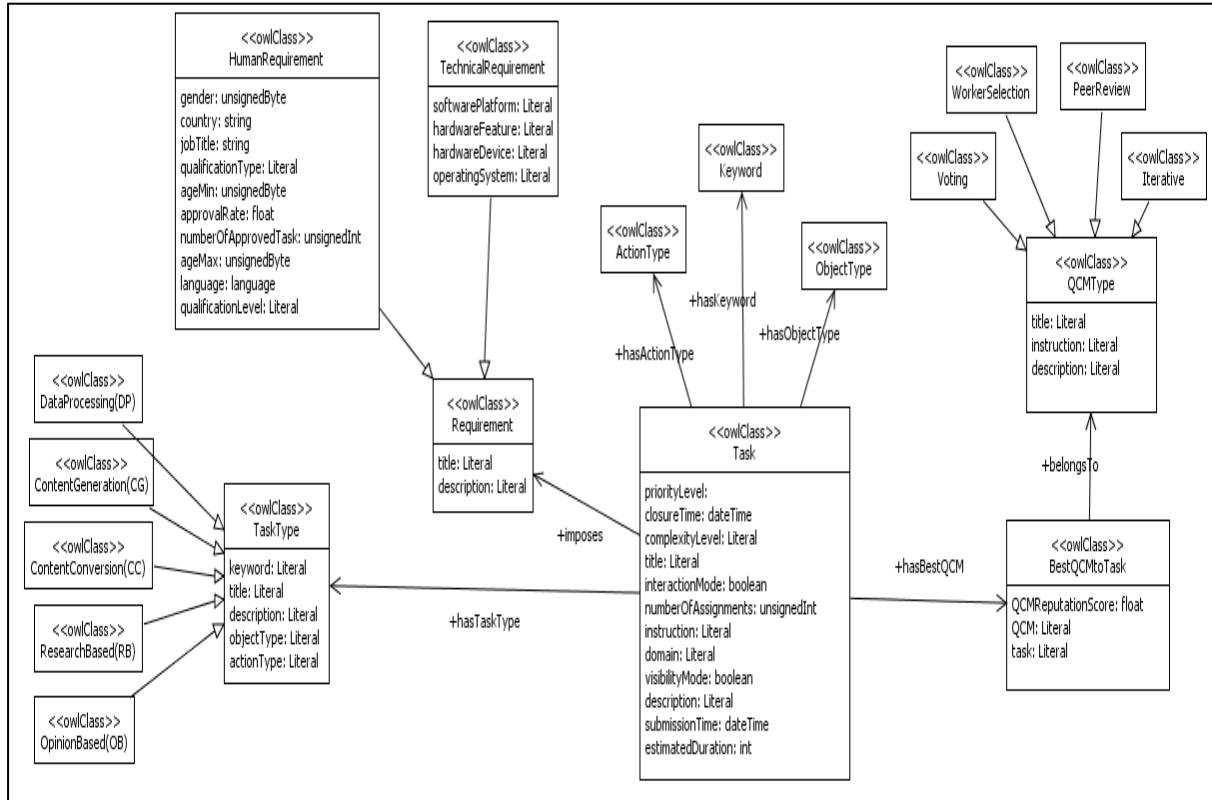 <<owlClass>>
HumanRequirement
gender: unsignedByte
country: string
jobTitle: string
qualificationType: Literal
ageMin: unsignedByte
approvalRate: float
numberOfApprovedTask: unsignedInt
ageMax: unsignedByte
language: language
qualificationLevel: Literal
<<owlClass>>
TechnicalRequirement
softwarePlatform: Literal
hardwareFeature: Literal
hardwareDevice: Literal
operatingSystem: Literal
<<owlClass>>
Keyword
<<owlClass>>
WorkerSelection
<<owlClass>>
PeerReview
<<owlClass>>
Voting
<<owlClass>>
Iterative
<<owlClass>>
ActionType
<<owlClass>>
ObjectType
<<owlClass>>
QCMType
title: Literal
instruction: Literal
description: Literal
+hasKeyword
+hasObjectType
+hasActionType
<<owlClass>>
DataProcessing(DP)
<<owlClass>>
ContentGeneration(CG)
<<owlClass>>
ContentConversion(CC)
<<owlClass>>
ResearchBased(RB)
<<owlClass>>
OpinionBased(OB)
<<owlClass>>
TaskType
keyword: Literal
title: Literal
description: Literal
objectType: Literal
actionType: Literal
<<owlClass>>
Requirement
title: Literal
description: Literal
+imposes
+hasTaskType
<<owlClass>>
Task
priorityLevel:
closureTime: dateTime
complexityLevel: Literal
title: Literal
interactionMode: boolean
numberOfAssignments: unsignedInt
instruction: Literal
domain: Literal
visibilityMode: boolean
description: Literal
submissionTime: dateTime
estimatedDuration: int
+belongsTo
+hasBestQCM
<<owlClass>>
BestQCMtoTask
QCMReputationScore: float
QCM: Literal
task: Literal